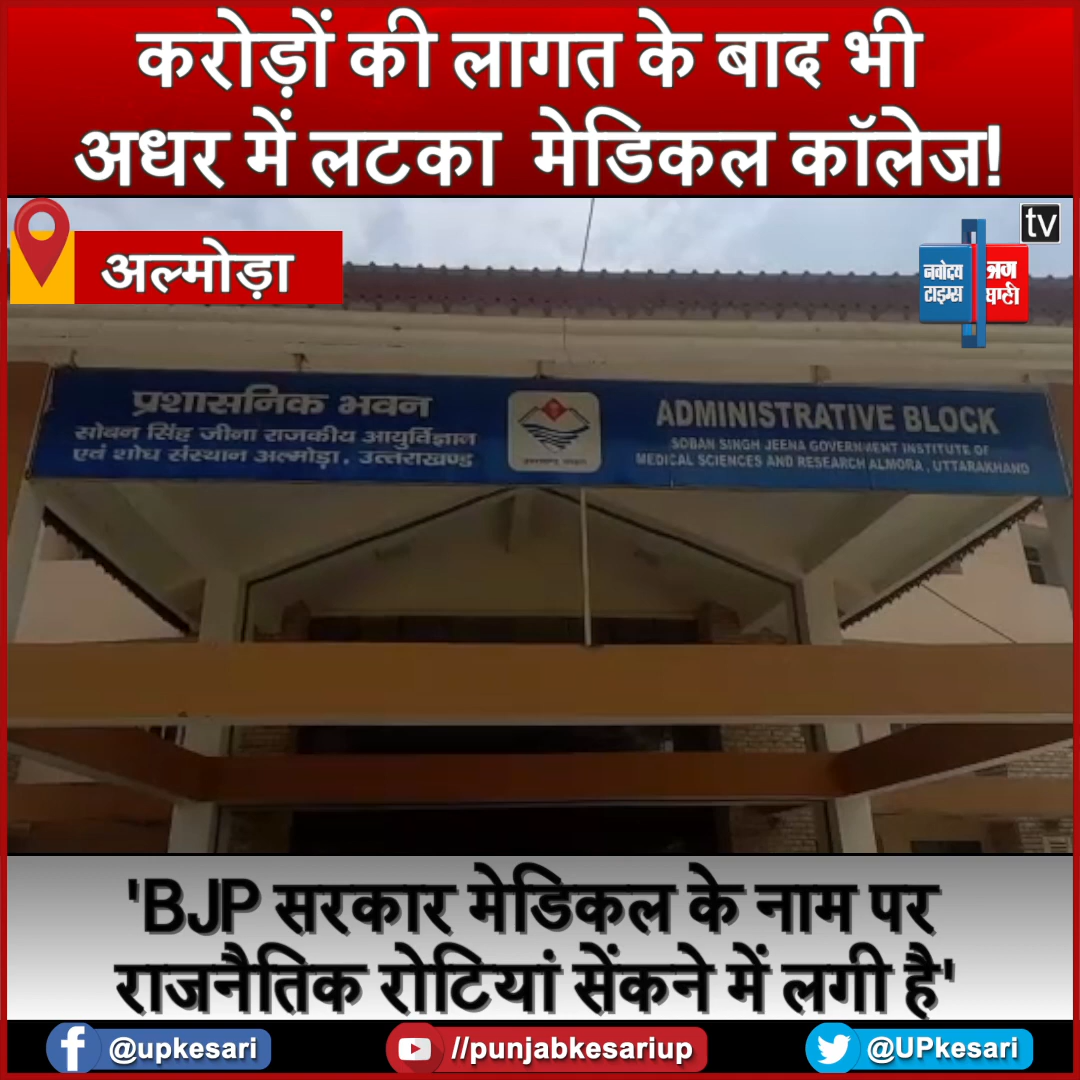 करोड़ों की लागत के बाद भी
अधर में लटका मेडिकल कॉलेज!
अल्मोड़ा
tv
नवोदय
टाइम्स
जग
बाणी
प्रशासनिक भवन
सोबन सिंह जीना राजकीय आयुर्विज्ञान
एवं शोध संस्थान अल्मोड़ा, उत्तराखण्ड
ADMINISTRATIVE BLOCK
SOBAN SINGH JEENA GOVERNMENT INSTITUTE OF
MEDICAL SCIENCES AND RESEARCH ALMORA, UTTARAKHAND
'BJP सरकार मेडिकल के नाम पर
राजनैतिक रोटियां सेंकने में लगी है'
@upkesari
//punjabkesariup
@UPkesari